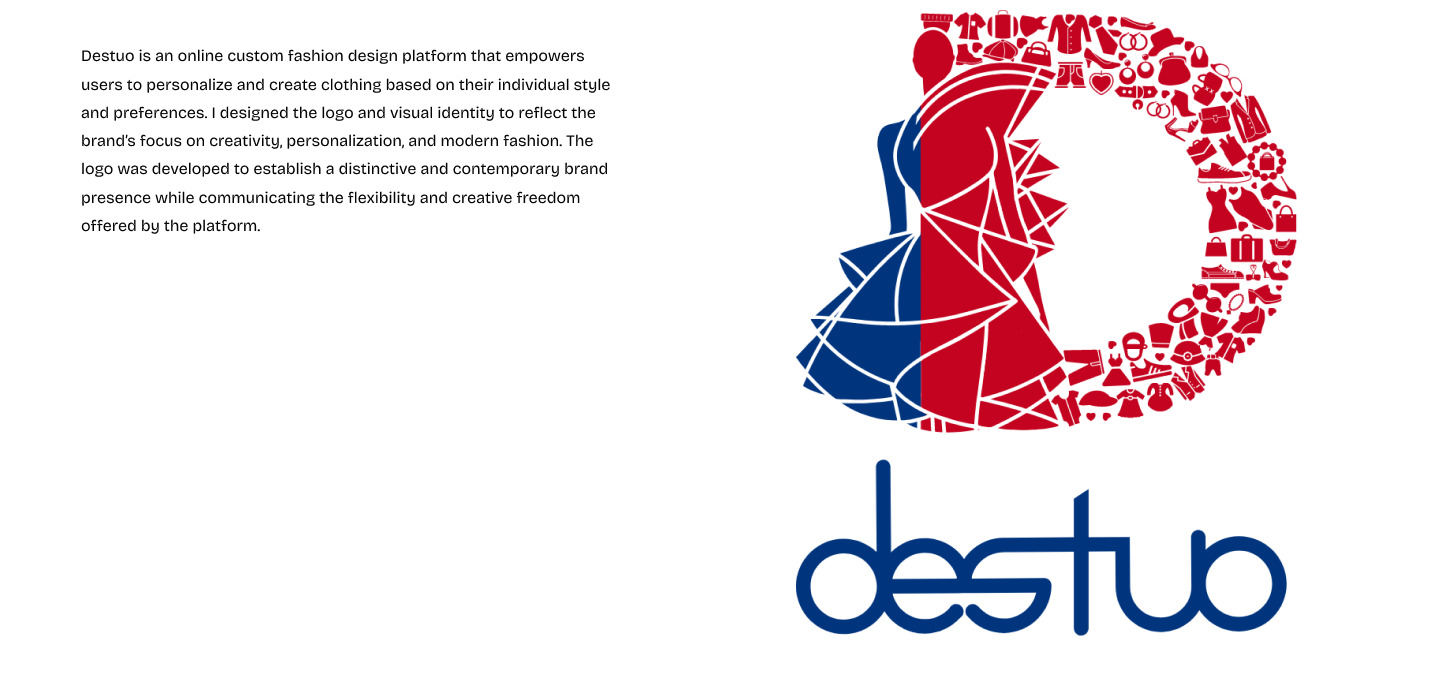 Destuo is an online custom fashion design platform that empowers
users to personalize and create clothing based on their individual style
and preferences. I designed the logo and visual identity to reflect the
brand's focus on creativity, personalization, and modern fashion. The
logo was developed to establish a distinctive and contemporary brand
presence while communicating the flexibility and creative freedom
offered by the platform.
destuo